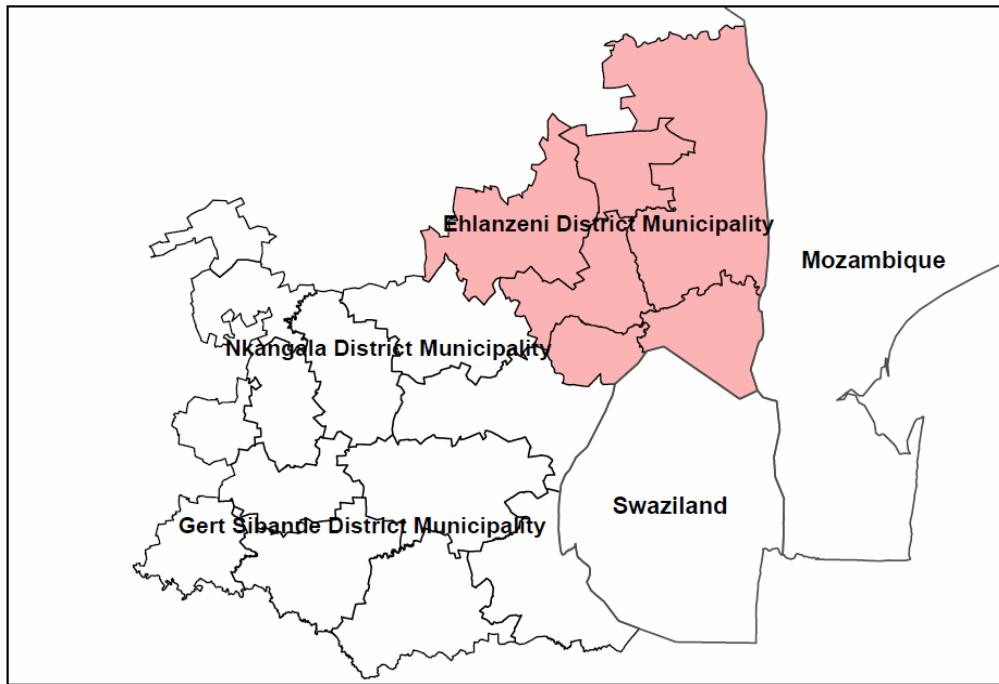 Ehlanzeni District Municipality
Mozambique
Nkangala District Municipality
Swaziland
Gert Sibande District Municipality